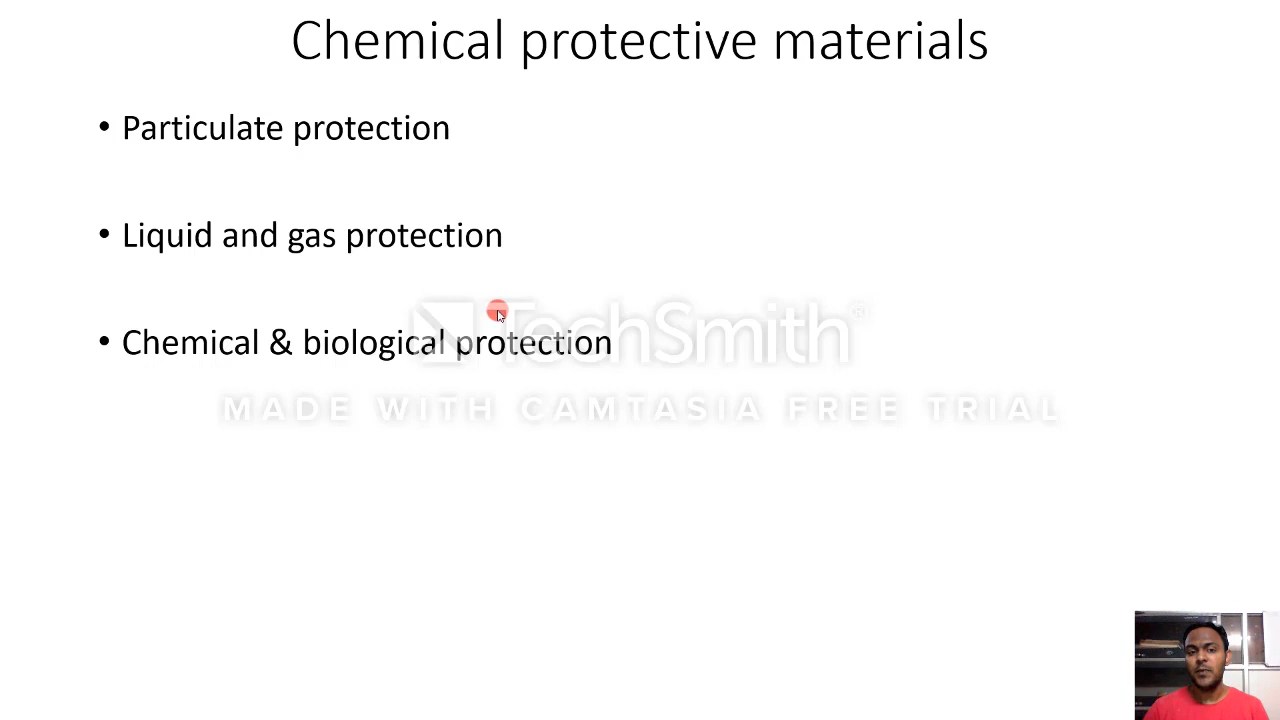 Chemical protective materials
• Particulate protection
• Liquid and gas protection
TechSmith®
• Chemical & biological protection
MADE WITH CAMTASIA FREE TRIAL